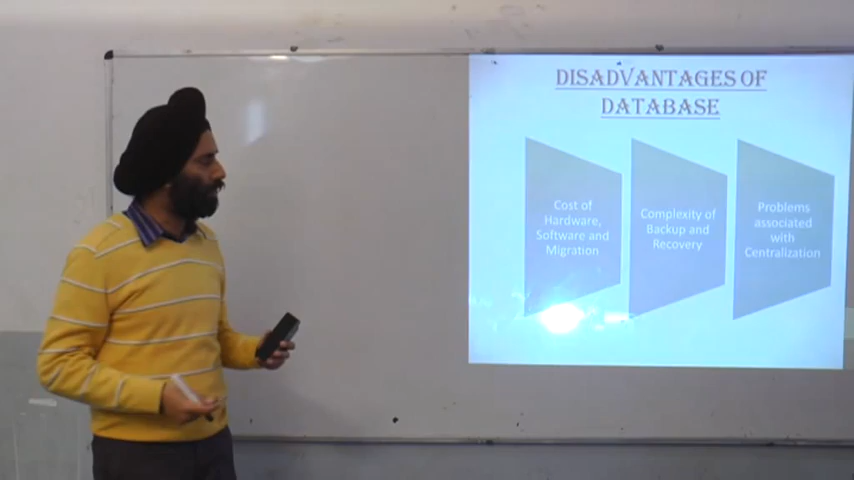 DISADVANTAGES OF
DATABASE
Cost of
Hardware,
Software and
Migration
Complexity of
Backup and
Recovery
Problems
associated
with
Centralization